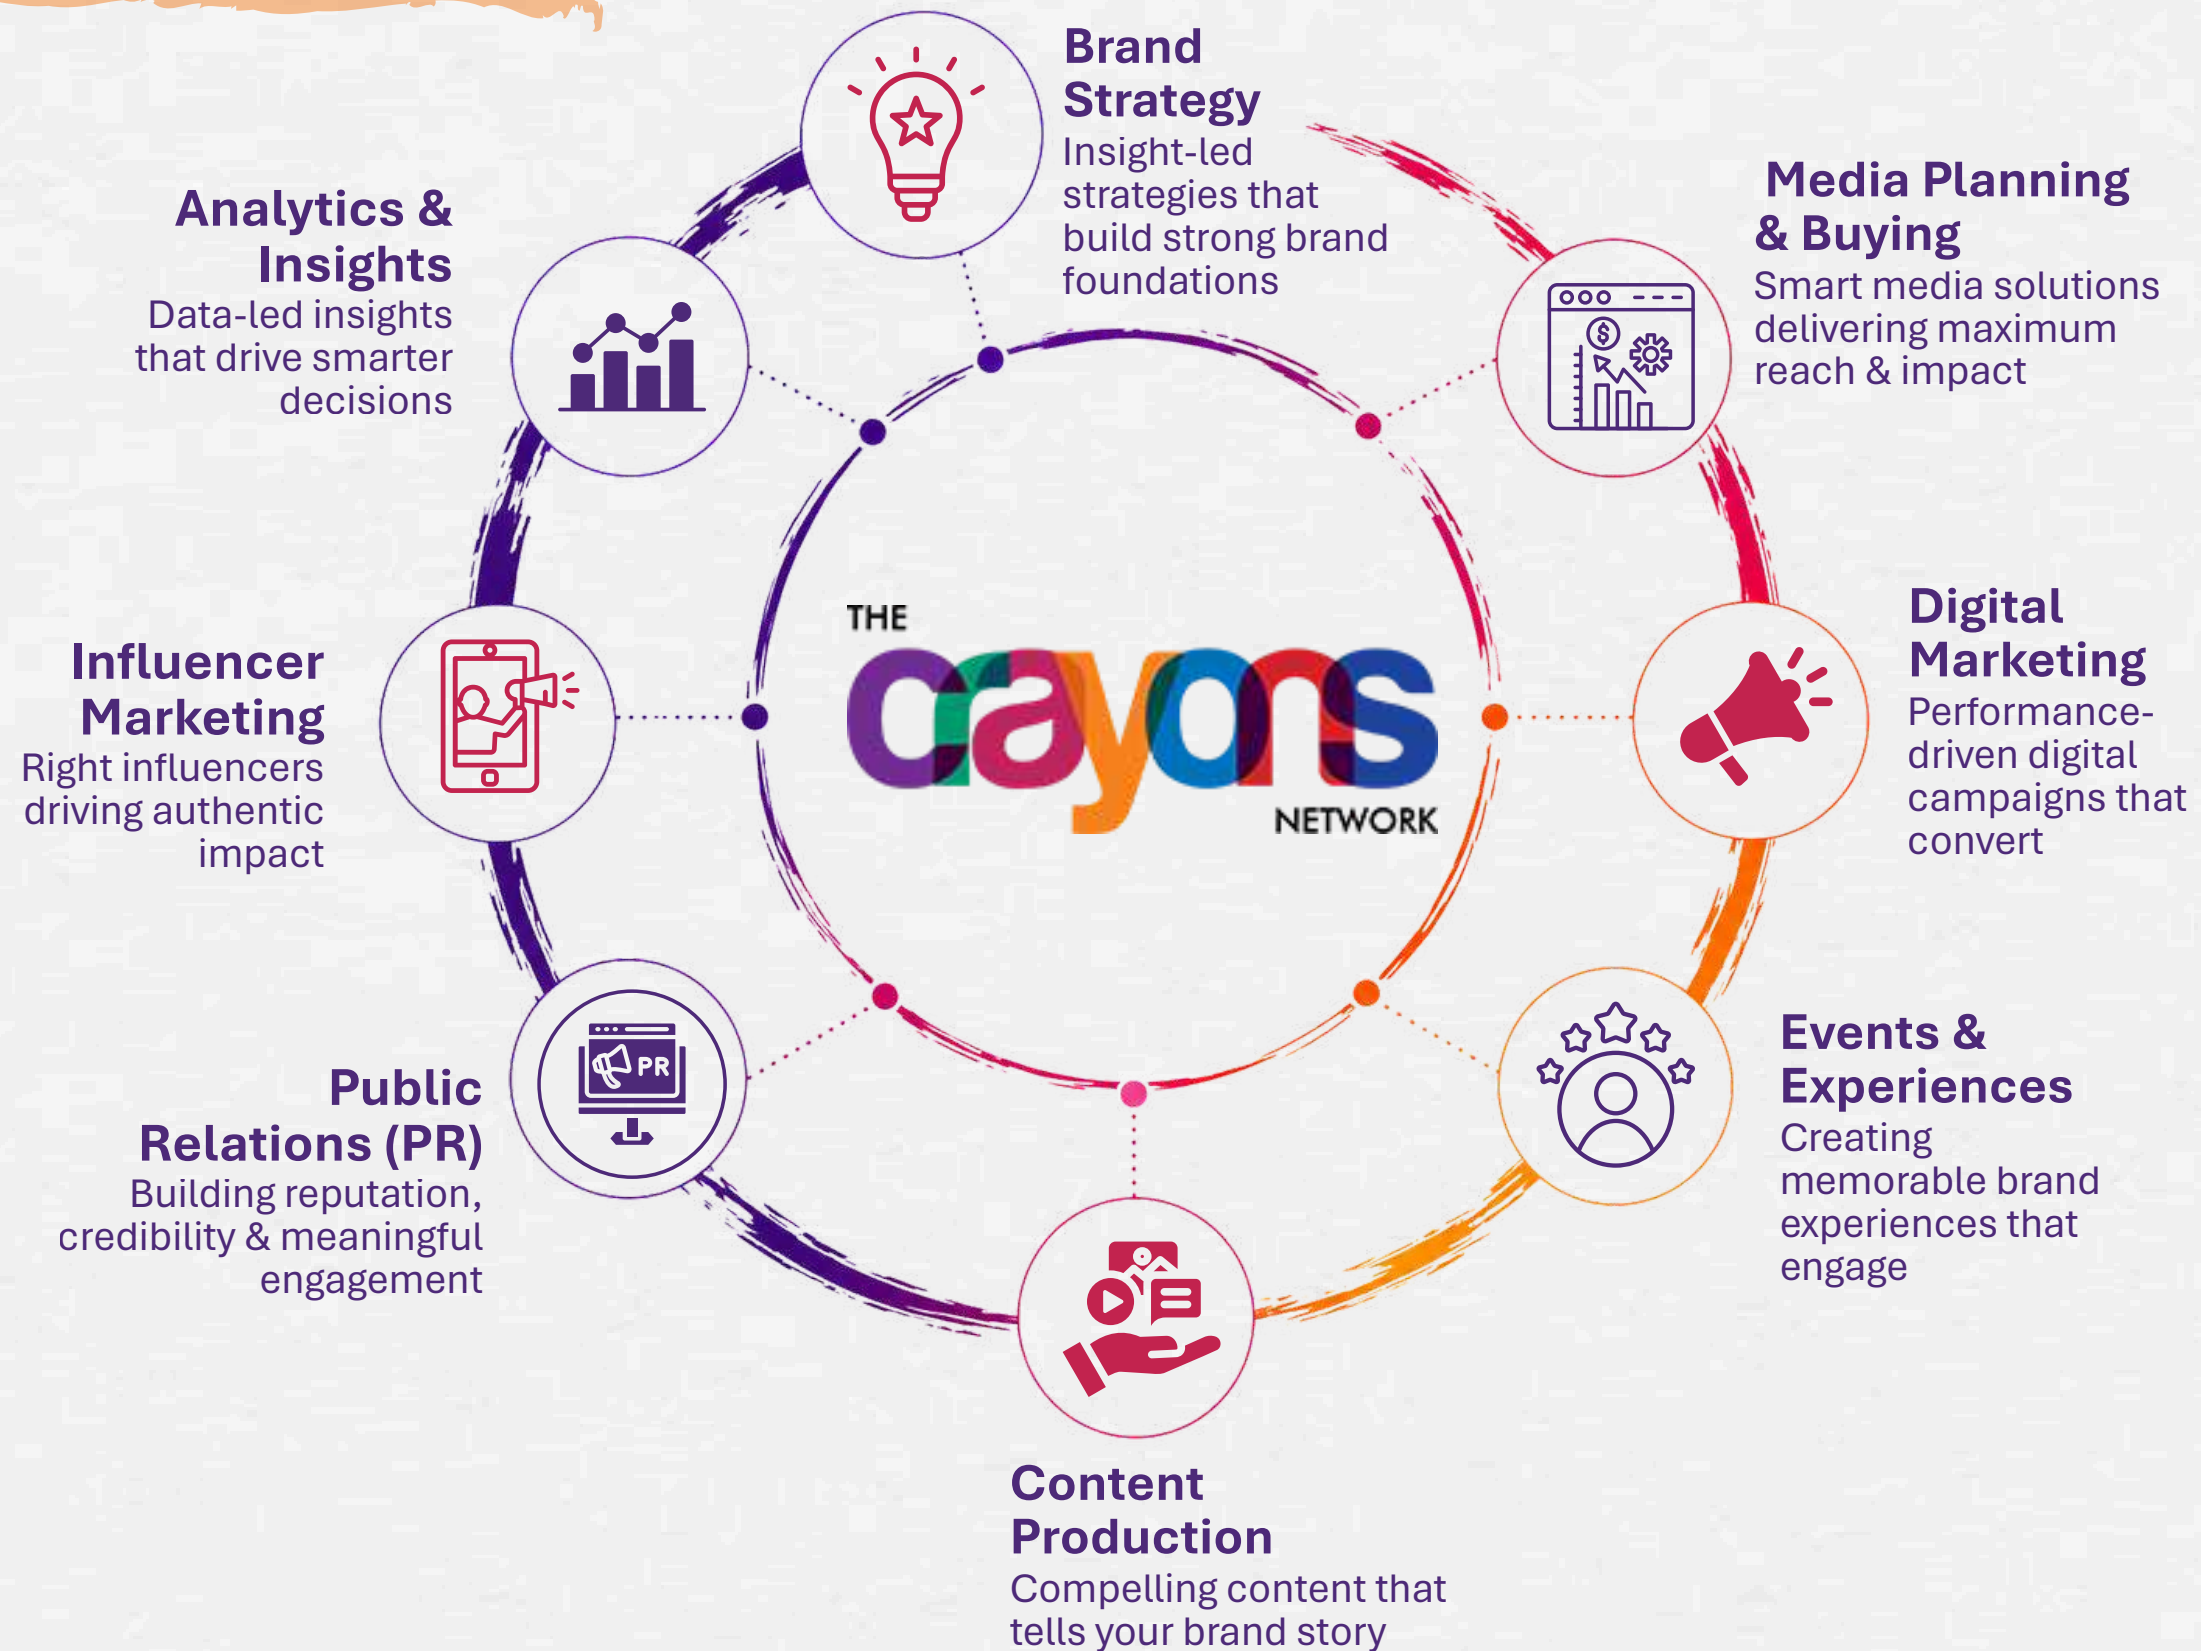 Brand
Strategy
Insight-led
strategies that
build strong brand
foundations
Media Planning
& Buying
Smart media solutions
delivering maximum
reach & impact
Digital
Marketing
Performance-
driven digital
campaigns that
convert
Events &
Experiences
Creating
memorable brand
experiences that
engage
Content
Production
Compelling content that
tells your brand story
Public
Relations (PR)
Building reputation,
credibility & meaningful
engagement
PR
Influencer
Marketing
Right influencers
driving authentic
impact
Analytics &
Insights
Data-led insights
that drive smarter
decisions
THE
crayons
NETWORK
$